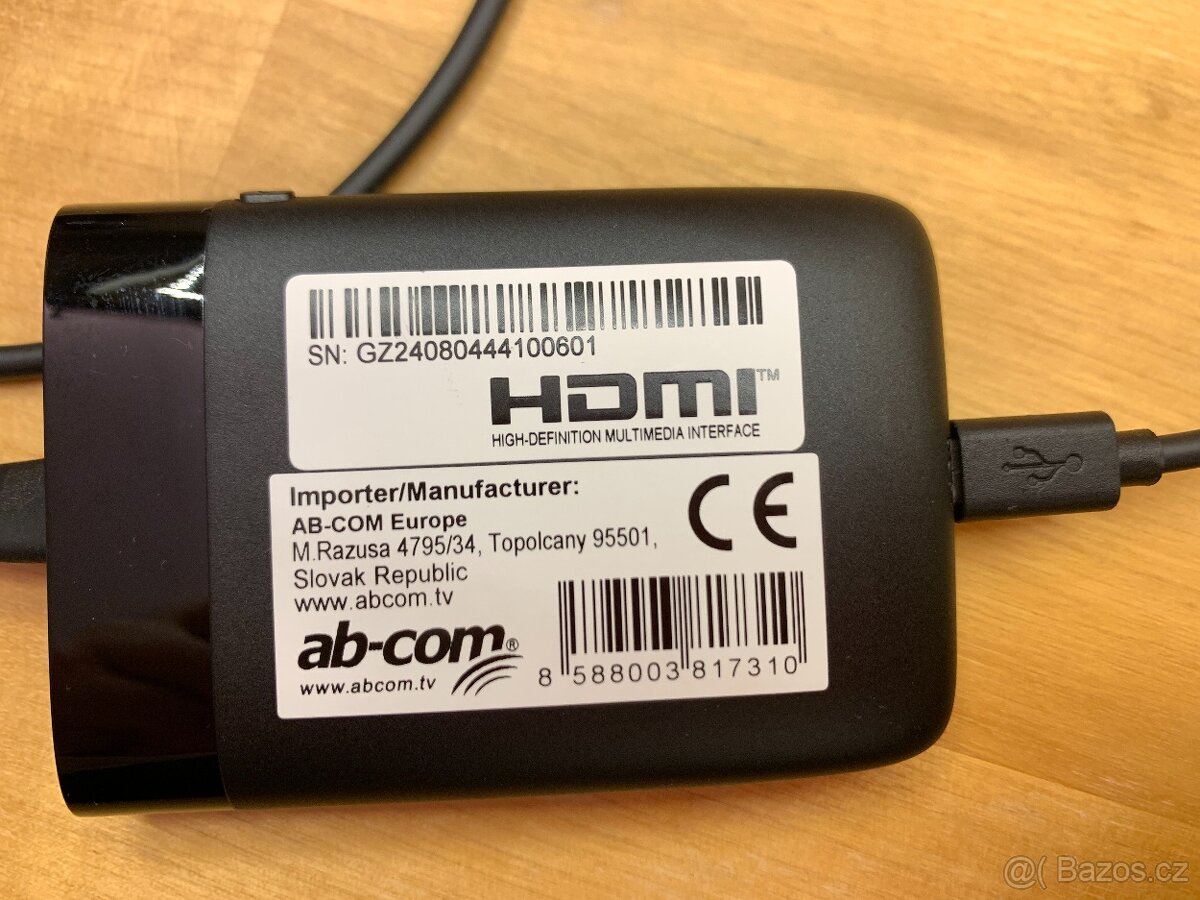 SN: GZ24080444100601
HDMI™
HIGH-DEFINITION MULTIMEDIA INTERFACE
Importer/Manufacturer:
AB-COM Europe
M.Razusa 4795/34, Topolcany 95501,
Slovak Republic
www.abcom.tv
CE
ab-com®
www.abcom.tv
8 588003 817310
@( Bazos.cz